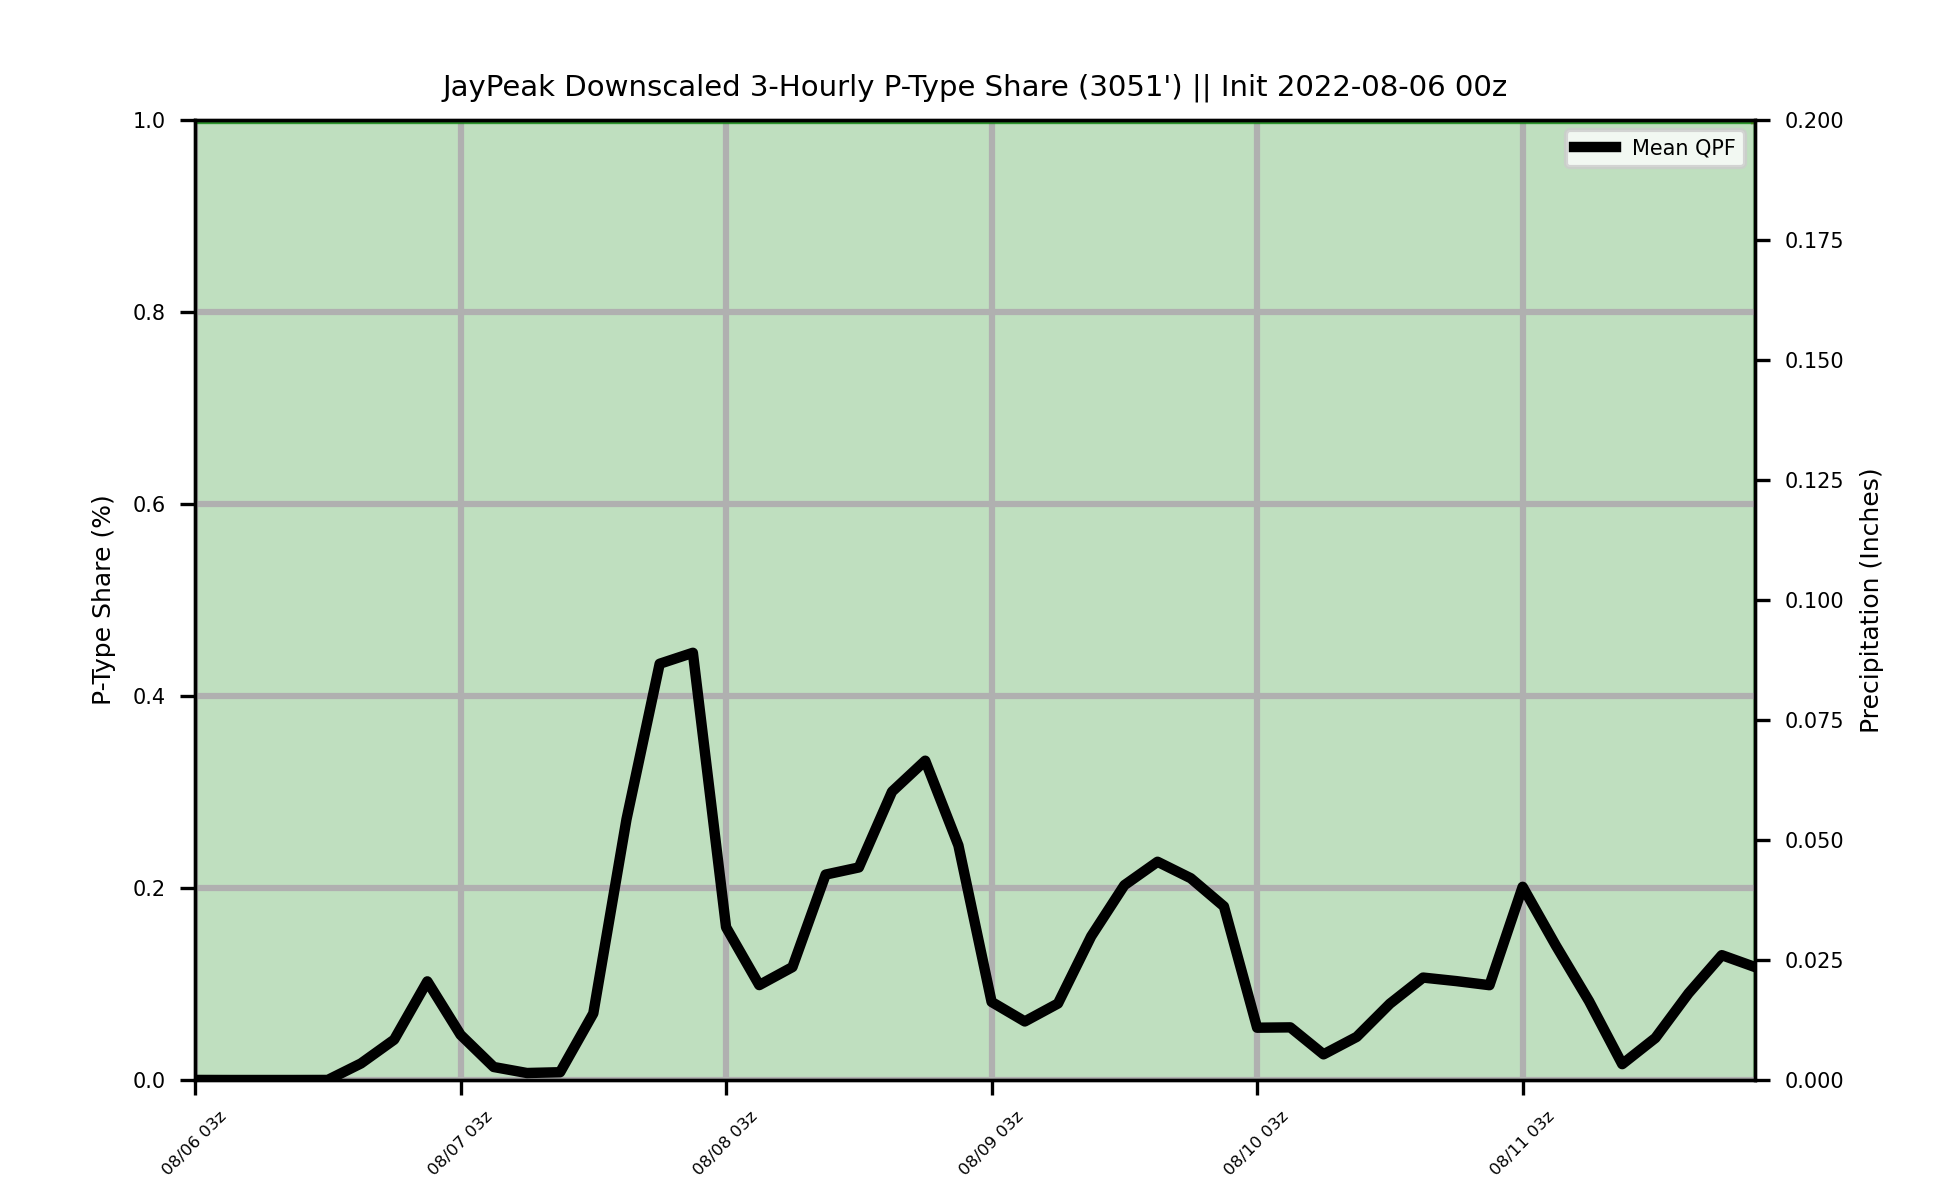 JayPeak Downscaled 3-Hourly P-Type Share (3051') || Init 2022-08-06 00z
Mean QPF
P-Type Share (%)
1.0
0.8
0.6
0.4
0.2
0.0
0.200
0.175
0.150
0.125
0.100
0.075
0.050
0.025
0.000
Precipitation (Inches)
08/06 03z
08/07 03z
08/08 03z
08/09 03z
08/10 03z
08/11 03z